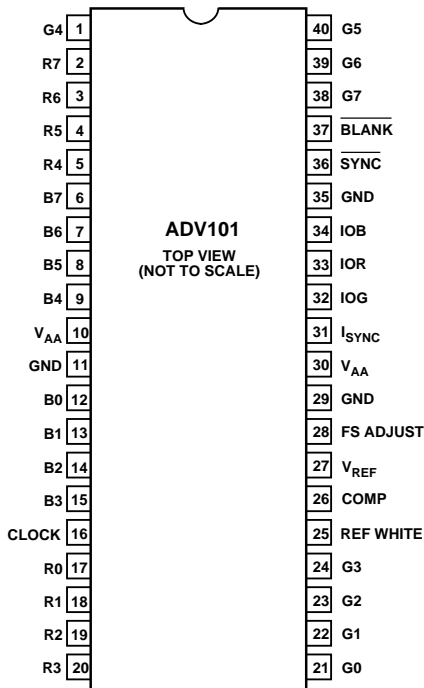 G4 1
R7 2
R6 3
R5 4
R4 5
B7 6
B6 7
B5 8
B4 9
VAA 10
GND 11
B0 12
B1 13
B2 14
B3 15
CLOCK 16
R0 17
R1 18
R2 19
R3 20
ADV101
TOP VIEW
(NOT TO SCALE)
40 G5
39 G6
38 G7
37 BLANK
36 SYNC
35 GND
34 IOB
33 IOR
32 IOG
31 ISYNC
30 VAA
29 GND
28 FS ADJUST
27 VREF
26 COMP
25 REF WHITE
24 G3
23 G2
22 G1
21 G0